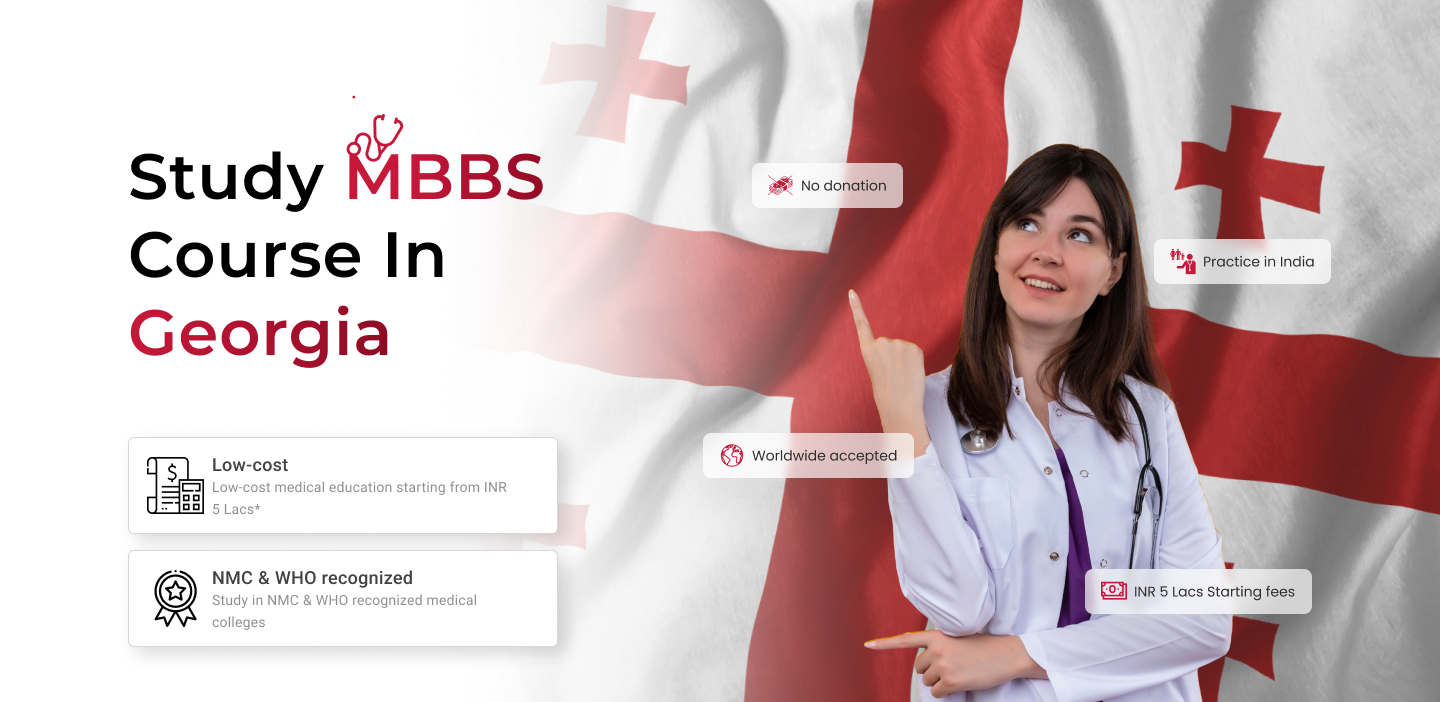 Study MBBS
Course In
Georgia
Low-cost
Low-cost medical education starting from INR
5 Lacs*
NMC & WHO recognized
Study in NMC & WHO recognized medical
colleges
No donation
Practice in India
Worldwide accepted
INR 5 Lacs Starting fees